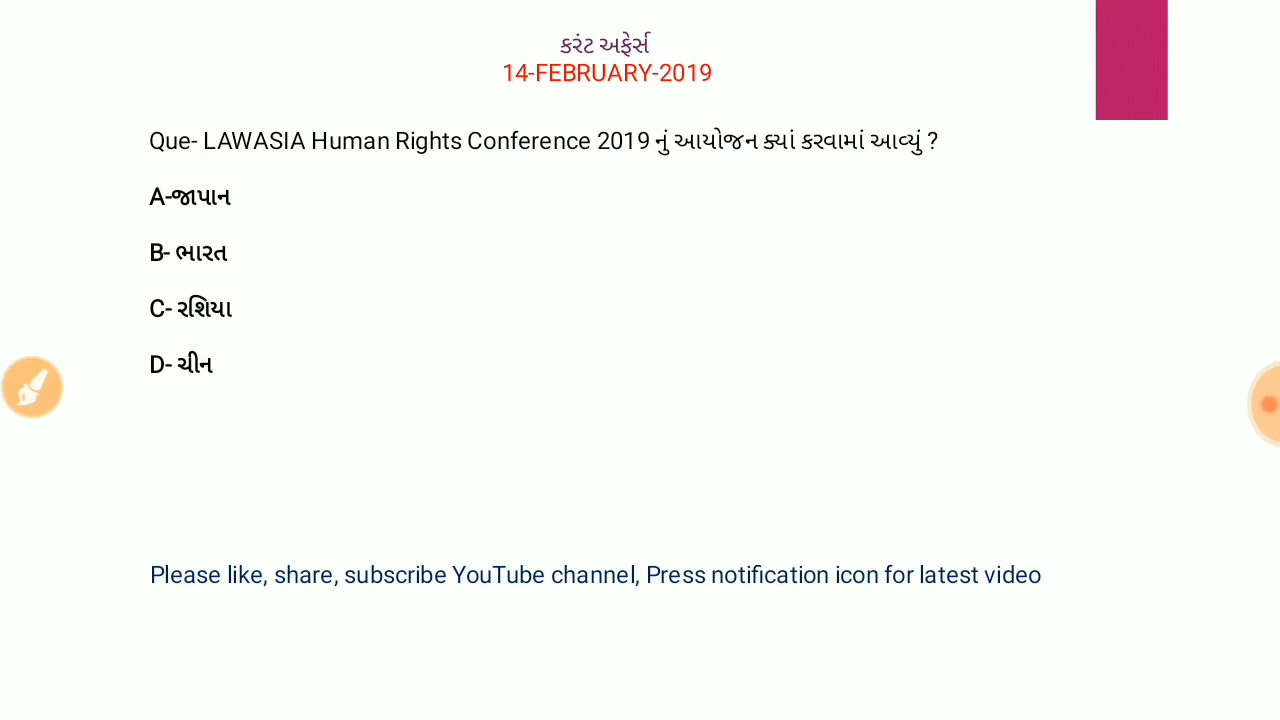 કરંટ અફેર્સ
14-FEBRUARY-2019
Que- LAWASIA Human Rights Conference 2019 નું આયોજન ક્યાં કરવામાં આવ્યું ?
A-જાપાન
B- ભારત
C- રશિયા
D- ચીન
Please like, share, subscribe YouTube channel, Press notification icon for latest video